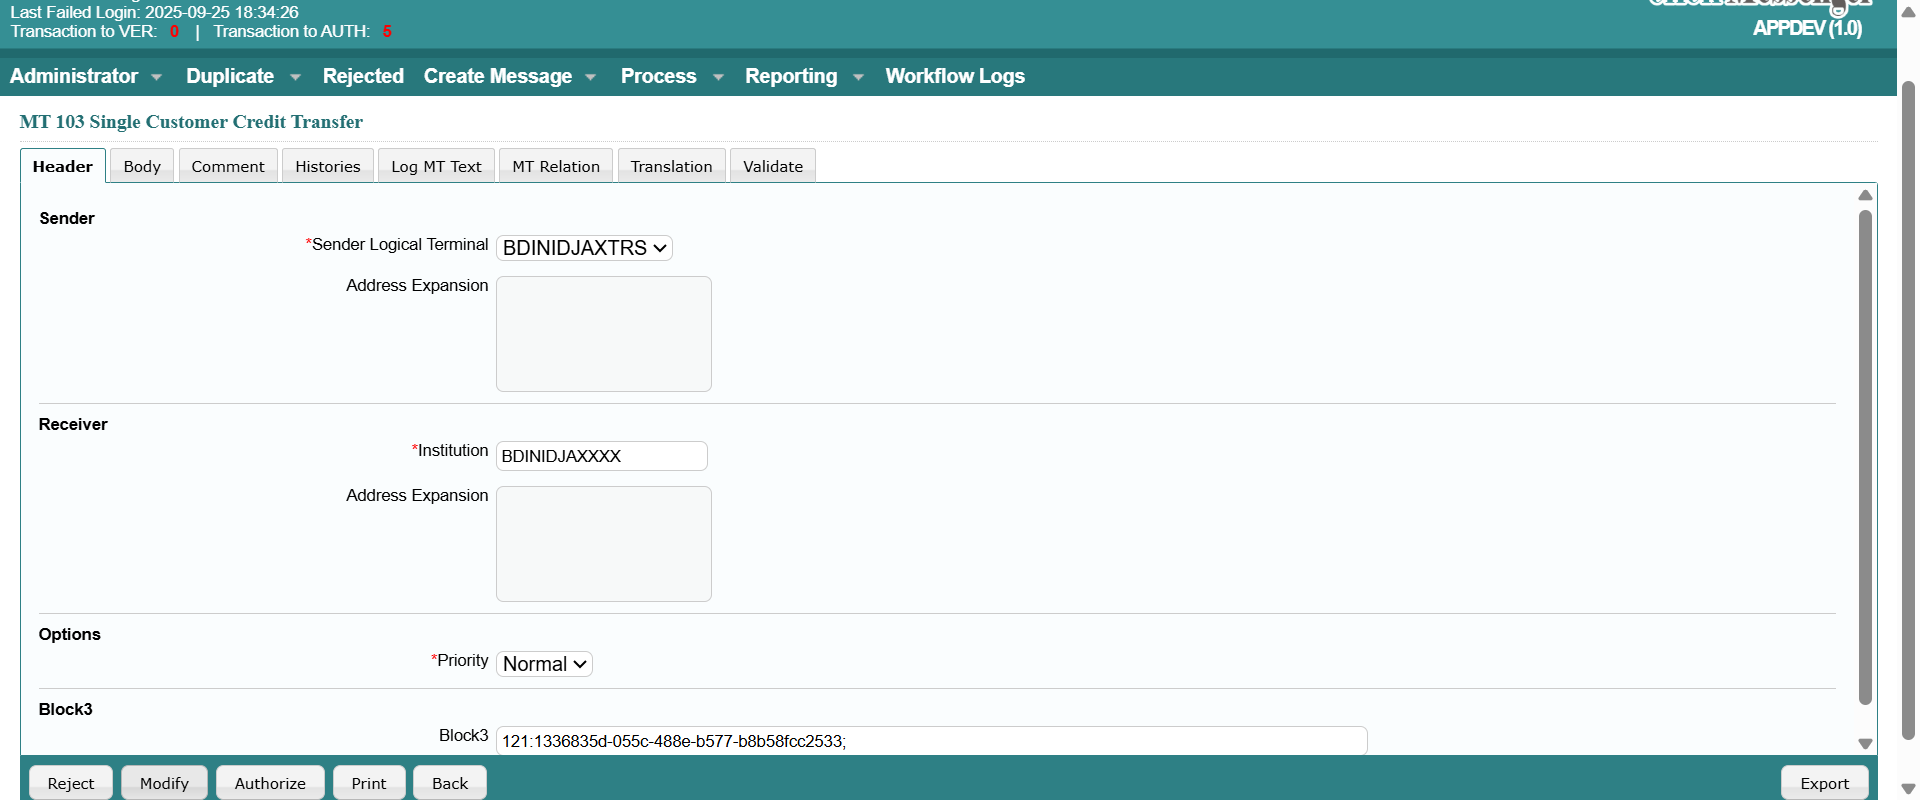 Last Failed Login: 2025-09-25 18:34:26
Transaction to VER: 0 | Transaction to AUTH: 5
APPDEV (1.0)
Administrator Duplicate Rejected Create Message Process Reporting Workflow Logs
MT 103 Single Customer Credit Transfer
Header Body Comment Histories Log MT Text MT Relation Translation Validate
Sender
*Sender Logical Terminal BDINIDJAXTRS
Address Expansion
Receiver
*Institution BDINIDJAXXXX
Address Expansion
Options
*Priority Normal
Block3
Block3 121:1336835d-055c-488e-b577-b8b58fcc2533;
Reject Modify Authorize Print Back Export